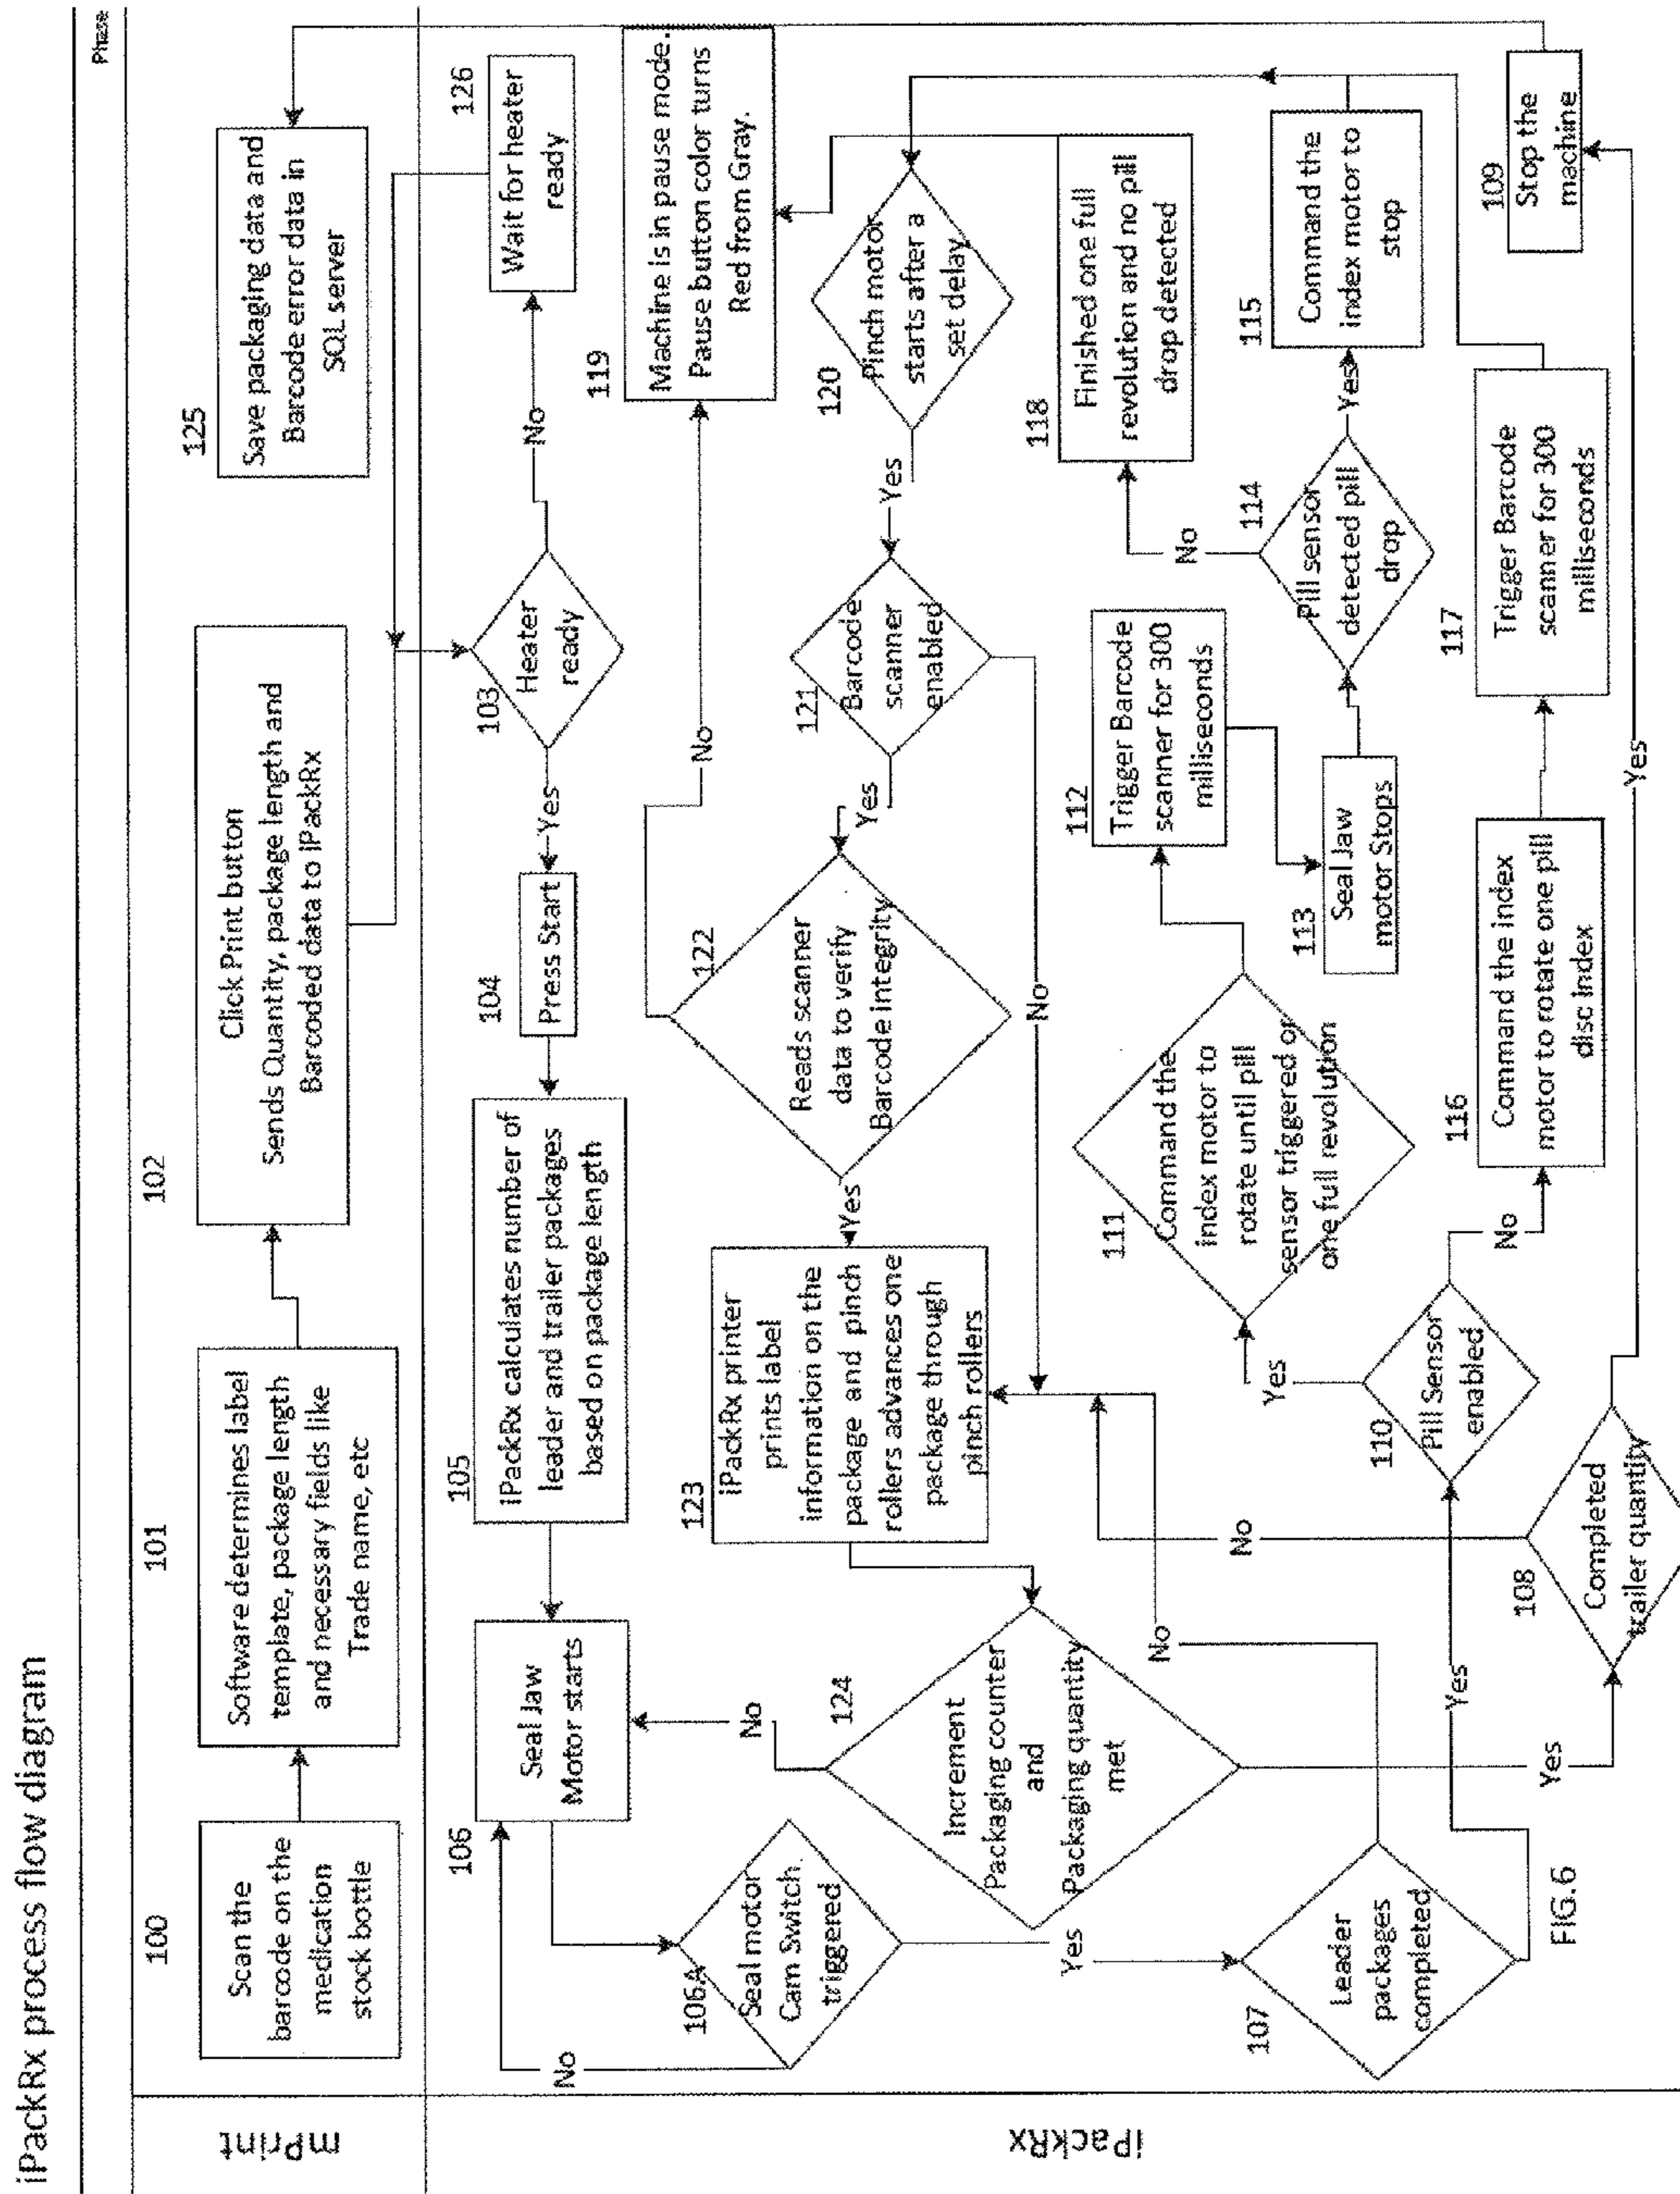 iPackRx process flow diagram
Phase
mPrint
100
Scan the
barcode on the
medication
stock bottle
101
Software determines label
template, package length
and necessary fields like
Trade name, etc
102
Click Print button
Sends Quantity, package length and
Barcoded data to iPackRx
125
Save packaging data and
Barcode error data in
SQL server
iPackRx
126
Wait for heater
ready
No
103
Heater
ready
Yes
104
Press Start
105
iPackRx calculates number of
leader and trailer packages
based on package length
106
Seal Jaw
Motor starts
No
106A
Seal motor
Cam Switch
triggered
Yes
107
Leader
packages
completed
No
Yes
124
Increment
Packaging counter
and
Packaging quantity
met
No
Yes
123
iPackRx printer
prints label
information on the
package and pinch
rollers advances one
package through
pinch rollers
Yes
122
Reads scanner
data to verify
Barcode integrity
No
Yes
121
Barcode
scanner
enabled
No
Yes
120
Pinch motor
starts after a
set delay
119
Machine is in pause mode.
Pause button color turns
Red from Gray.
118
Finished one full
revolution and no pill
drop detected
No
114
Pill sensor
detected pill
drop
Yes
115
Command the
index motor to
stop
112
Trigger Barcode
scanner for 300
milliseconds
113
Seal Jaw
motor Stops
111
Command the
index motor to
rotate until pill
sensor triggered or
one full revolution
Yes
110
Pill Sensor
enabled
No
116
Command the index
motor to rotate one pill
disc index
117
Trigger Barcode
scanner for 300
milliseconds
108
Completed
trailer quantity
No
Yes
109
Stop the
machine
FIG.6